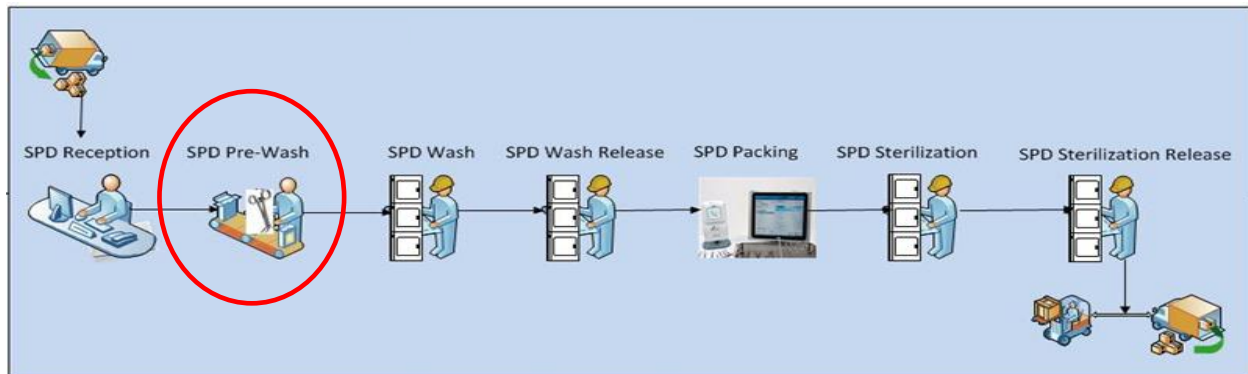 SPD Reception
SPD Pre-Wash
SPD Wash
SPD Wash Release
SPD Packing
SPD Sterilization
SPD Sterilization Release